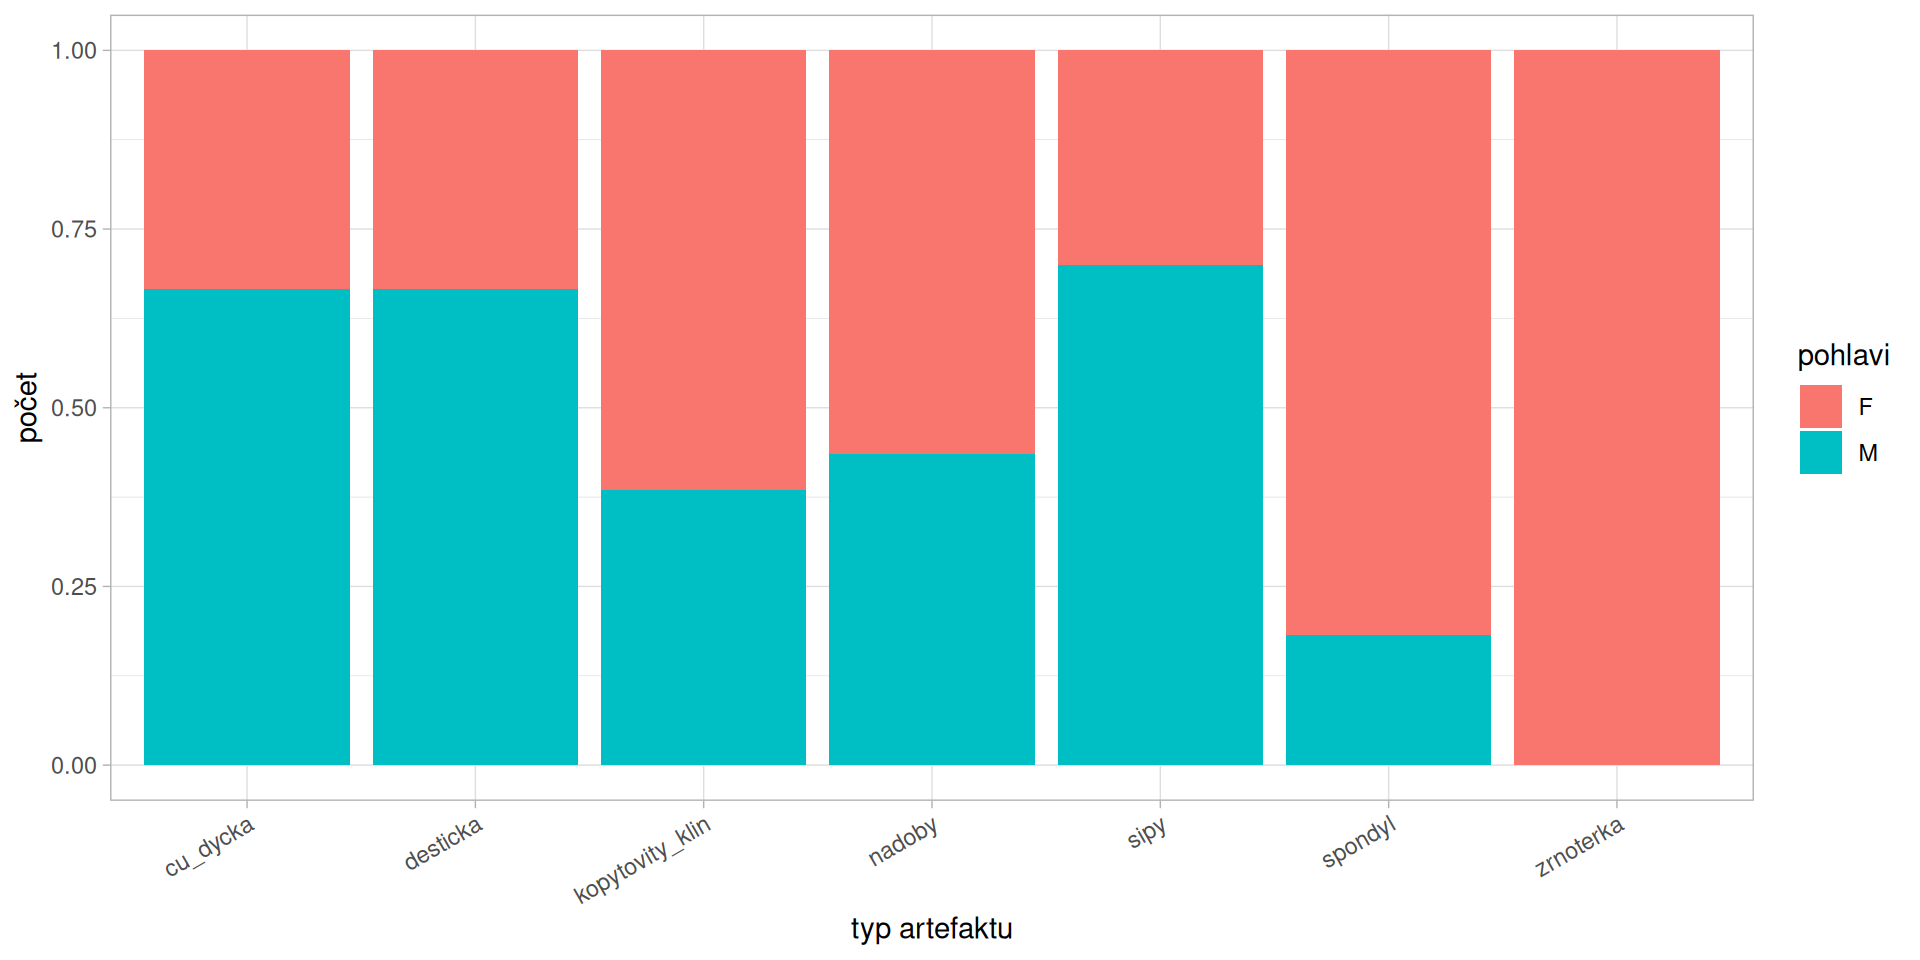 1.00
0.75
0.50
0.25
0.00
počet
cu_dycka
desticka
kopytovity_klin
nadoby
sipy
spondyl
zrnoterka
typ artefaktu
pohlavi
F
M